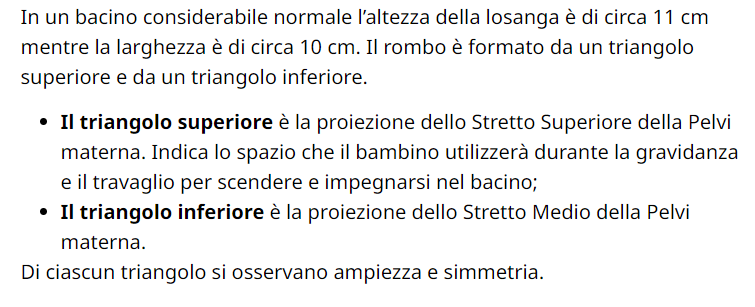 In un bacino considerabile normale l’altezza della losanga è di circa 11 cm
mentre la larghezza è di circa 10 cm. Il rombo è formato da un triangolo
superiore e da un triangolo inferiore.
• Il triangolo superiore è la proiezione dello Stretto Superiore della Pelvi
materna. Indica lo spazio che il bambino utilizzerà durante la gravidanza
e il travaglio per scendere e impegnarsi nel bacino;
• Il triangolo inferiore è la proiezione dello Stretto Medio della Pelvi
materna.
Di ciascun triangolo si osservano ampiezza e simmetria.